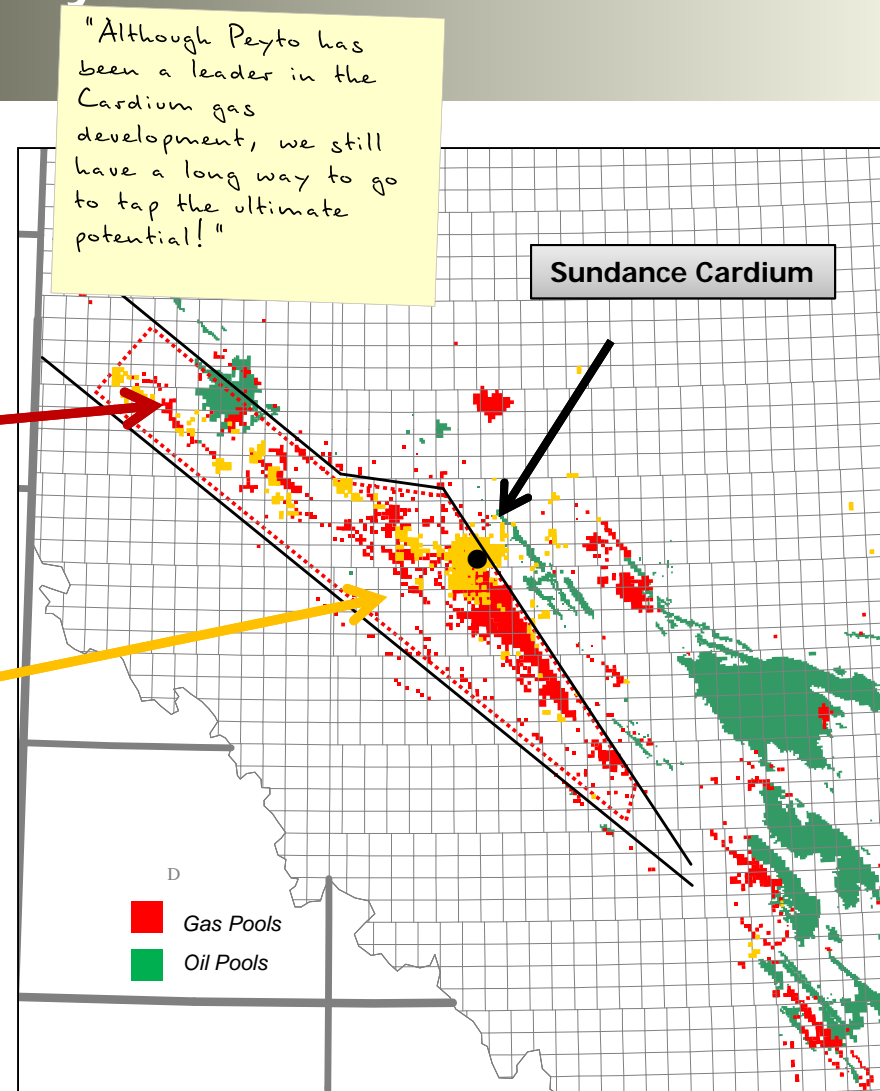 "Although Peyto has
been a leader in the
Cardium gas
development, we still
have a long way to go
to tap the ultimate
potential!"
Sundance Cardium
D
Gas Pools
Oil Pools